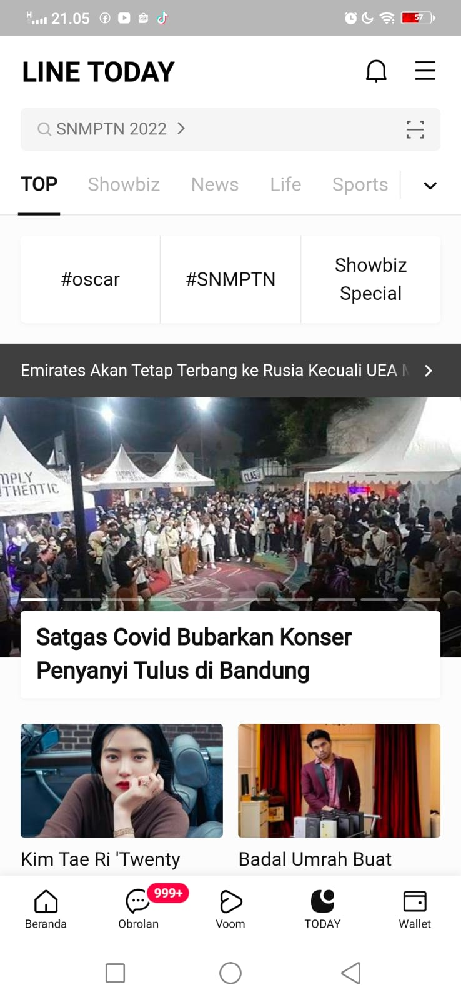 H 21.05 57
LINE TODAY
SNMPTN 2022
TOP Showbiz News Life Sports
#oscar #SNMPTN Showbiz
Special
Emirates Akan Tetap Terbang ke Rusia Kecuali UEA
MPLY
THENTIC
SIMPLY
CLAS
Satgas Covid Bubarkan Konser
Penyanyi Tulus di Bandung
Kim Tae Ri 'Twenty Badal Umrah Buat
999+
Beranda Obrolan Voom TODAY Wallet